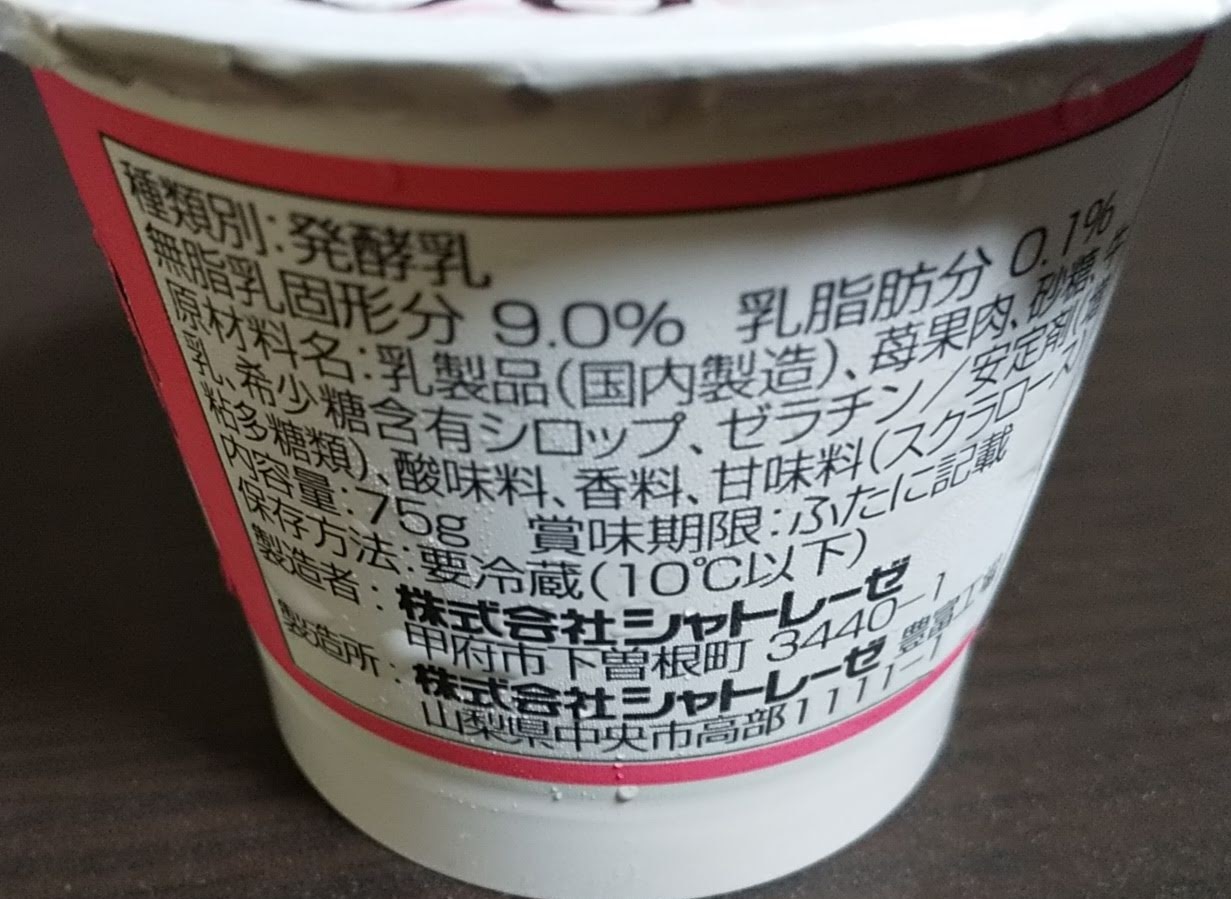 種類別:発酵乳
無脂乳固形分 9.0% 乳脂肪分 0.1%
原材料名:乳製品(国内製造)、苺果肉、砂糖、牛
乳、希少糖含有シロップ、ゼラチン/安定剤(増
粘多糖類)、酸味料、香料、甘味料(スクラロース)
内容量:75g 賞味期限:ふたに記載
保存方法:要冷蔵(10℃以下)
製造者:株式会社シャトレーゼ
甲府市下曽根町 3440-1
製造所:株式会社シャトレーゼ 豊富工場
山梨県中央市高部1111-1